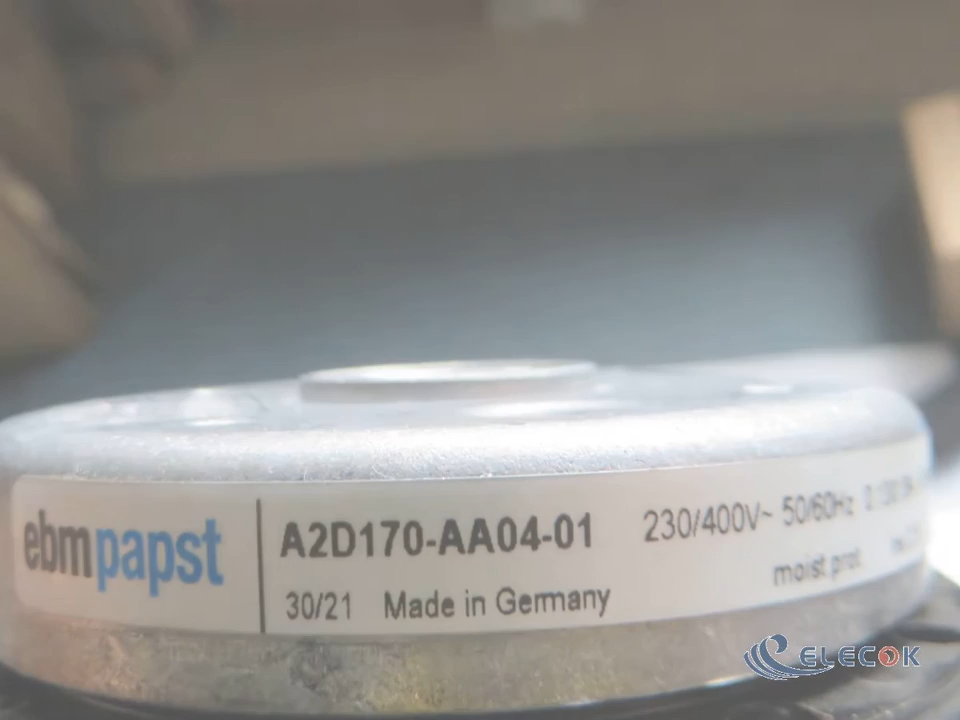 ebmpapst
A2D170-AA04-01
230/400V~ 50/60Hz
30/21 Made in Germany
moist.prot.
ELECOK